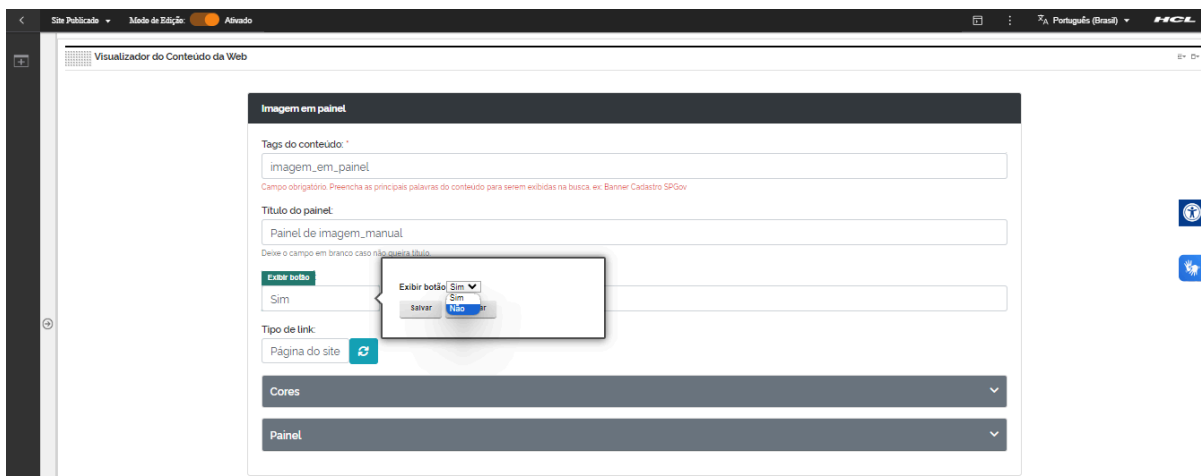 Site Publicado Modo de Edição: Ativado Português (Brasil) HCL
Visualizador do Conteúdo da Web
Imagem em painel
Tags do conteúdo: *
imagem_em_painel
Campo obrigatório. Preencha as principais palavras do conteúdo para serem exibidas na busca, ex: Banner Cadastro SPGov
Título do painel:
Painel de imagem_manual
Deixe o campo em branco caso não queira título.
Exibir botão
Sim
Exibir botão Sim
Sim
Não
Salvar ar
Tipo de link:
Página do site
Cores
Painel